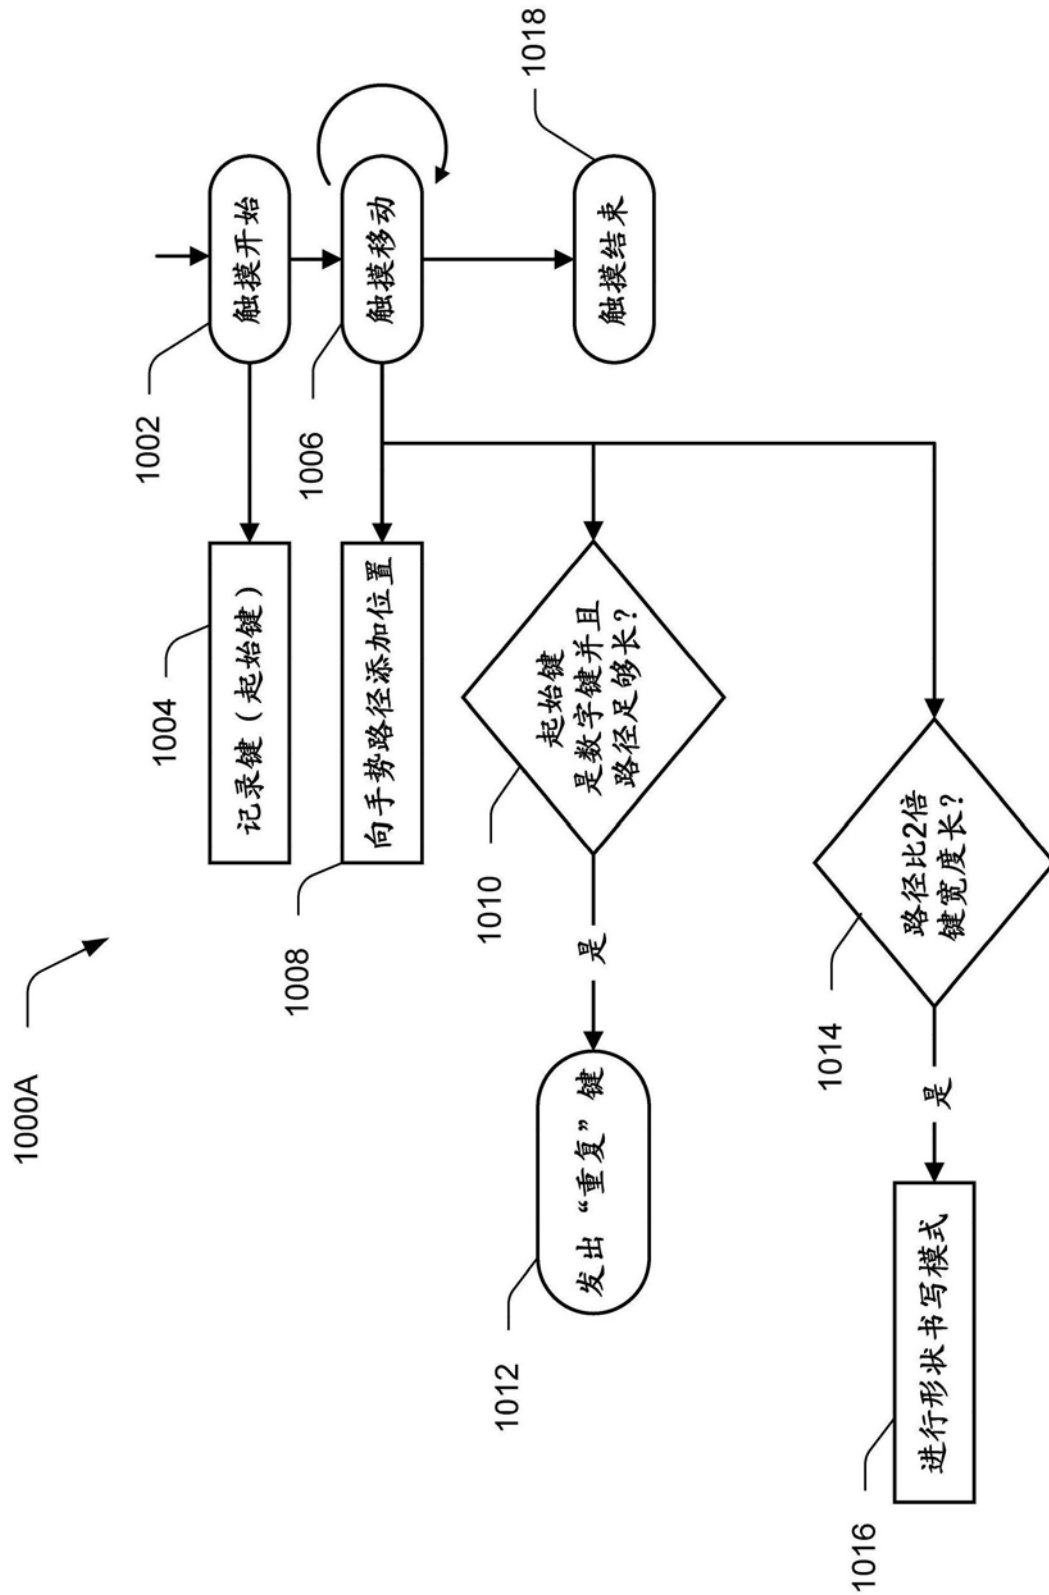 1000A
1002
触摸开始
1004
记录键（起始键）
1006
触摸移动
1008
向手势路径添加位置
1010
起始键
是数字键并且
路径足够长？
是
1012
发出“重复”键
1014
路径比2倍
键宽度长？
是
1016
进行形状书写模式
1018
触摸结束